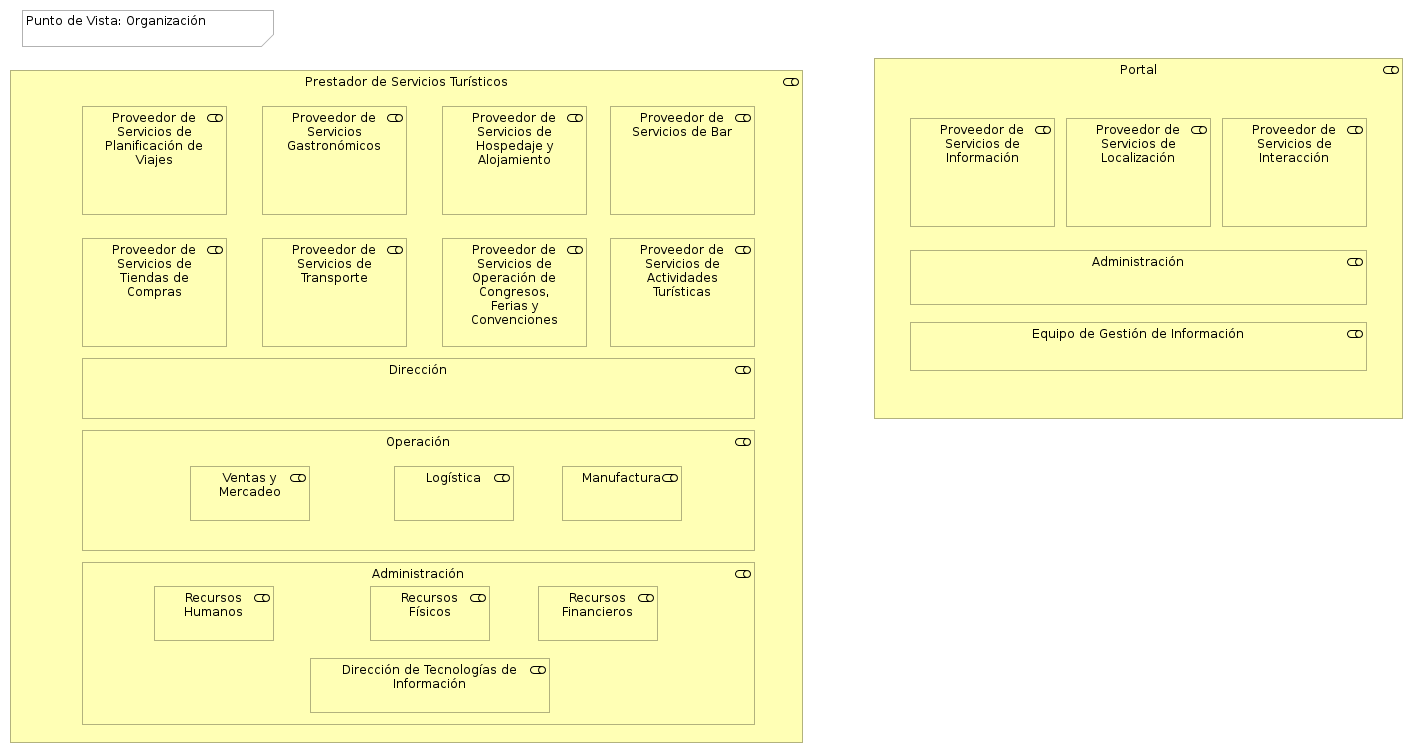 Punto de Vista: Organización
Prestador de Servicios Turísticos
Proveedor de
Servicios de
Planificación de
Viajes
Proveedor de
Servicios
Gastronómicos
Proveedor de
Servicios de
Hospedaje y
Alojamiento
Proveedor de
Servicios de Bar
Proveedor de
Servicios de
Tiendas de
Compras
Proveedor de
Servicios de
Transporte
Proveedor de
Servicios de
Operación de
Congresos,
Ferias y
Convenciones
Proveedor de
Servicios de
Actividades
Turísticas
Dirección
Operación
Ventas y
Mercadeo
Logística
Manufactura
Administración
Recursos
Humanos
Recursos
Físicos
Recursos
Financieros
Dirección de Tecnologías de
Información
Portal
Proveedor de
Servicios de
Información
Proveedor de
Servicios de
Localización
Proveedor de
Servicios de
Interacción
Administración
Equipo de Gestión de Información